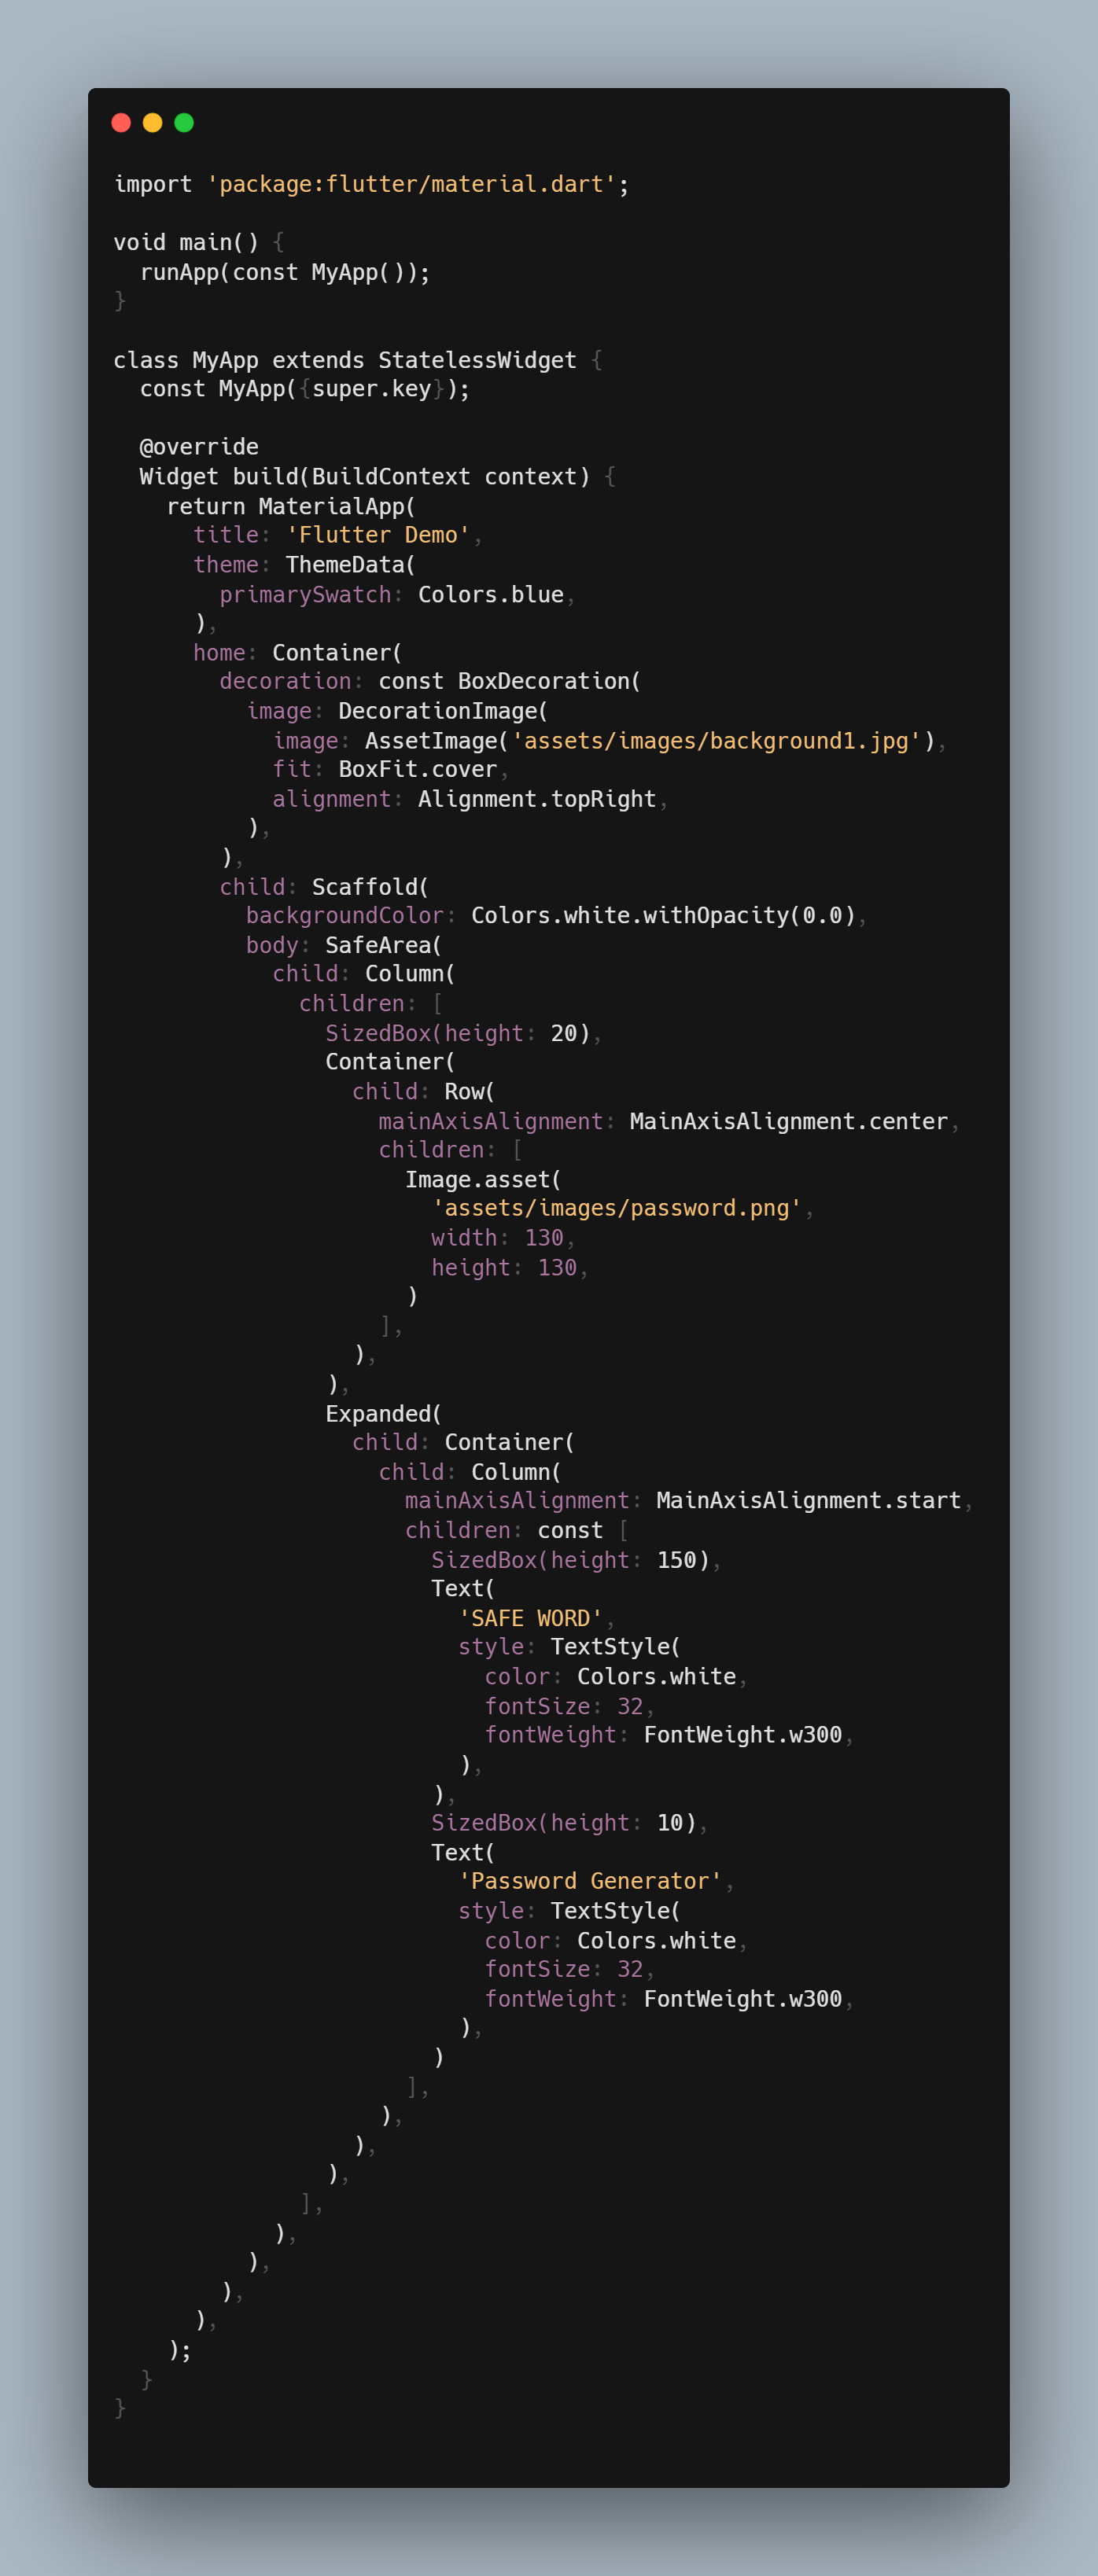 import 'package:flutter/material.dart';

void main() {
  runApp(const MyApp());
}

class MyApp extends StatelessWidget {
  const MyApp({super.key});

  @override
  Widget build(BuildContext context) {
    return MaterialApp(
      title: 'Flutter Demo',
      theme: ThemeData(
        primarySwatch: Colors.blue,
      ),
      home: Container(
        decoration: const BoxDecoration(
          image: DecorationImage(
            image: AssetImage('assets/images/background1.jpg'),
            fit: BoxFit.cover,
            alignment: Alignment.topRight,
          ),
        ),
        child: Scaffold(
          backgroundColor: Colors.white.withOpacity(0.0),
          body: SafeArea(
            child: Column(
              children: [
                SizedBox(height: 20),
                Container(
                  child: Row(
                    mainAxisAlignment: MainAxisAlignment.center,
                    children: [
                      Image.asset(
                        'assets/images/password.png',
                        width: 130,
                        height: 130,
                      )
                    ],
                  ),
                ),
                Expanded(
                  child: Container(
                    child: Column(
                      mainAxisAlignment: MainAxisAlignment.start,
                      children: const [
                        SizedBox(height: 150),
                        Text(
                          'SAFE WORD',
                          style: TextStyle(
                            color: Colors.white,
                            fontSize: 32,
                            fontWeight: FontWeight.w300,
                          ),
                        ),
                        SizedBox(height: 10),
                        Text(
                          'Password Generator',
                          style: TextStyle(
                            color: Colors.white,
                            fontSize: 32,
                            fontWeight: FontWeight.w300,
                          ),
                        )
                      ],
                    ),
                  ),
                ),
              ],
            ),
          ),
        ),
      ),
    );
  }
}